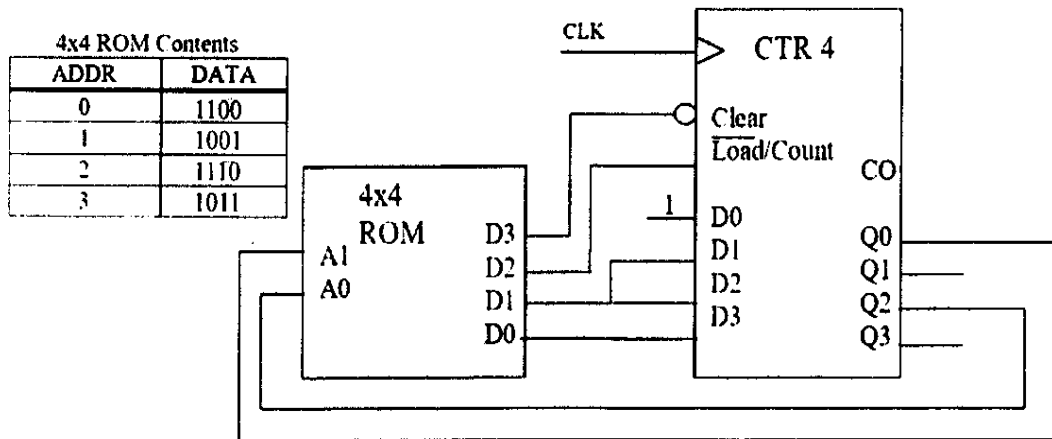 4x4 ROM Contents
ADDR DATA
0 1100
1 1001
2 1110
3 1011
CLK
CTR 4
Clear
Load/Count
CO
1
D0
D1
D2
D3
Q0
Q1
Q2
Q3
4x4
ROM
A1
A0
D3
D2
D1
D0